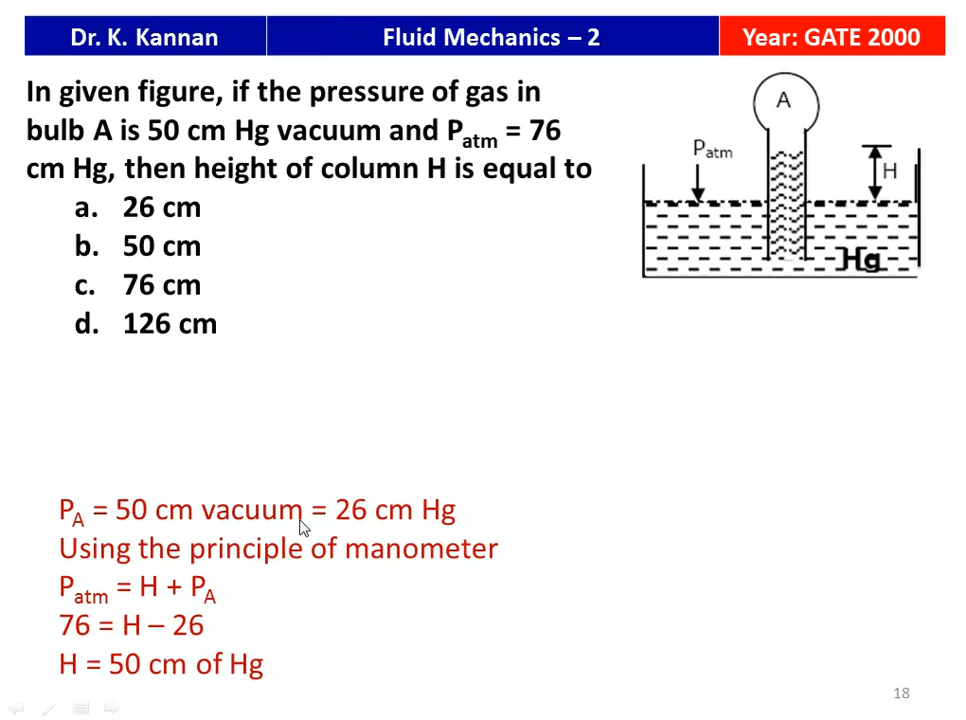 Dr. K. Kannan
Fluid Mechanics – 2
Year: GATE 2000
In given figure, if the pressure of gas in
bulb A is 50 cm Hg vacuum and Patm = 76
cm Hg, then height of column H is equal to
a. 26 cm
b. 50 cm
c. 76 cm
d. 126 cm
A
Patm
H
Hg
PA = 50 cm vacuum = 26 cm Hg
Using the principle of manometer
Patm = H + PA
76 = H – 26
H = 50 cm of Hg
18